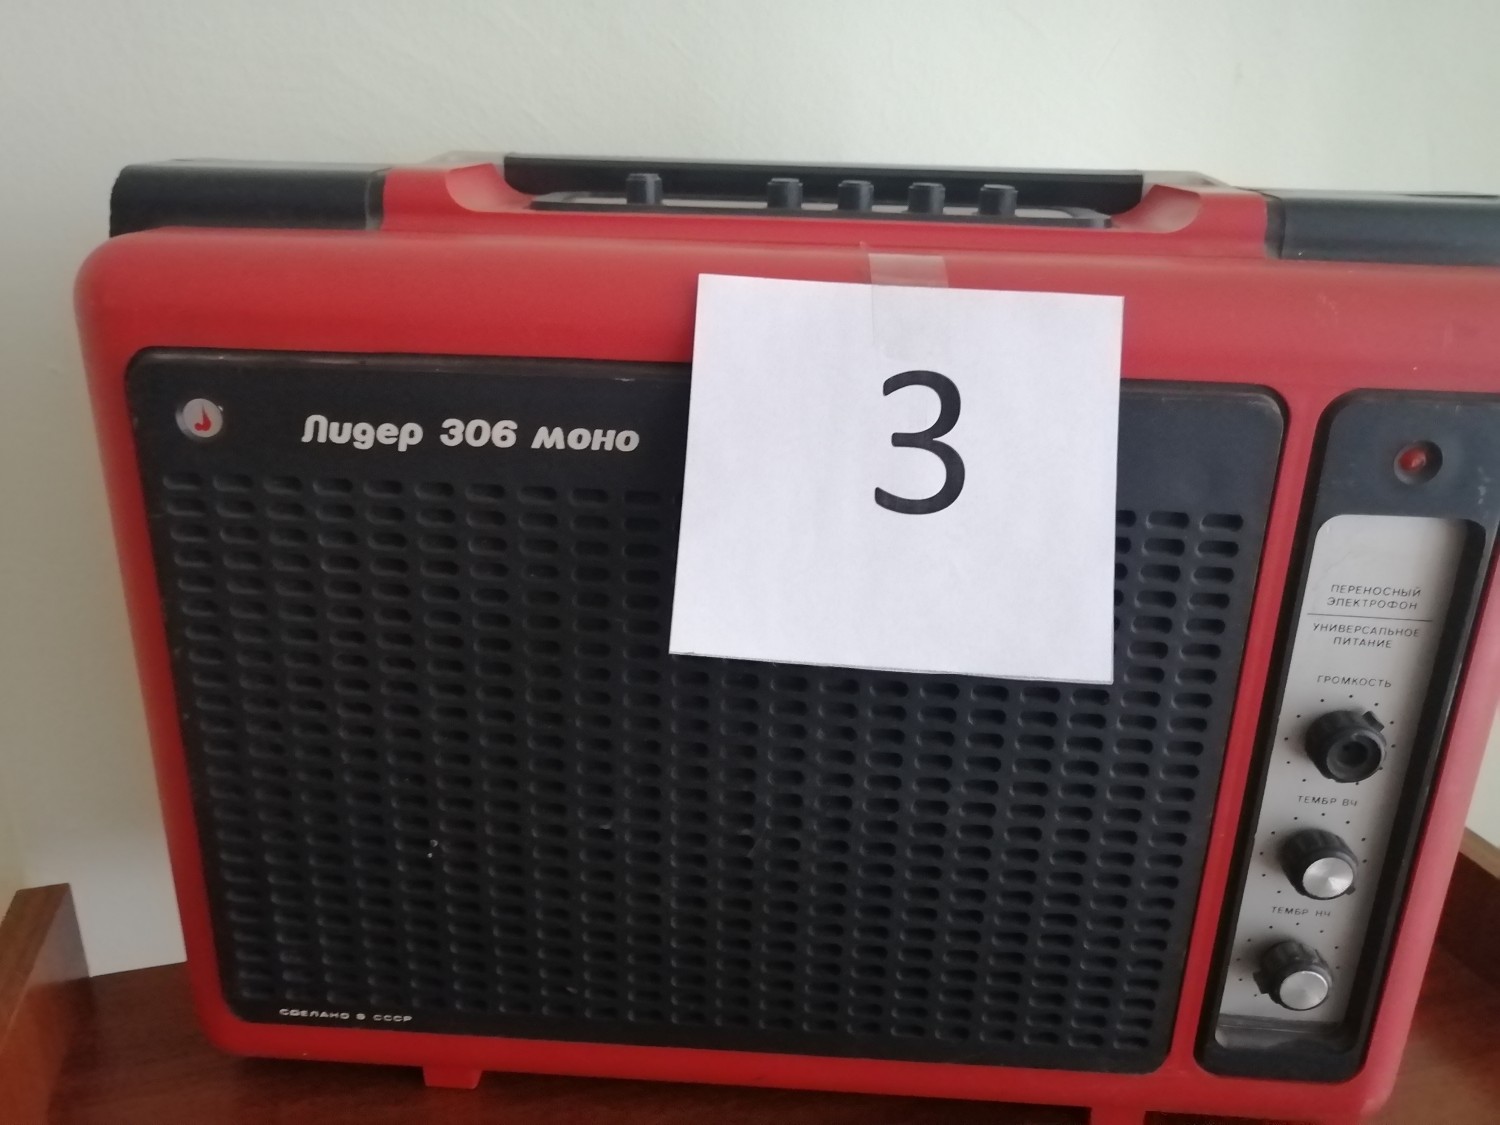 Лидер 306 моно
3
ПЕРЕНОСНЫЙ
ЭЛЕКТРОФОН
УНИВЕРСАЛЬНОЕ
ПИТАНИЕ
ГРОМКОСТЬ
ТЕМБР ВЧ
ТЕМБР НЧ
СДЕЛАНО В СССР